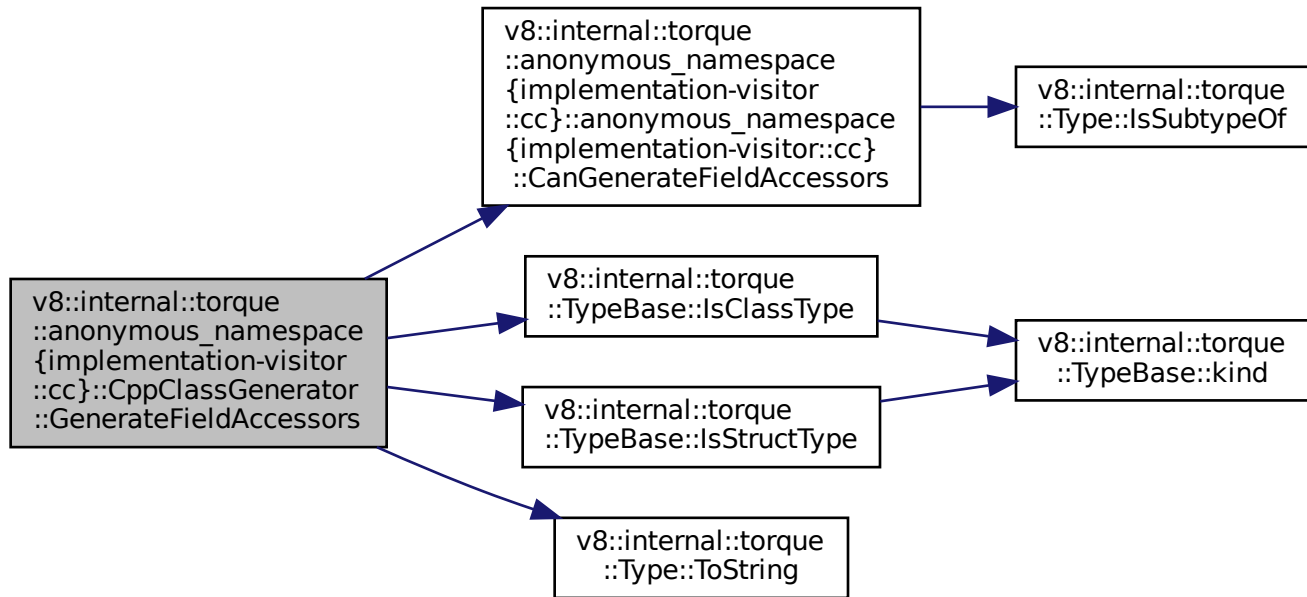 v8::internal::torque
::anonymous_namespace
{implementation-visitor
::cc}::anonymous_namespace
{implementation-visitor::cc}
::CanGenerateFieldAccessors
v8::internal::torque
::Type::IsSubtypeOf
v8::internal::torque
::TypeBase::IsClassType
v8::internal::torque
::anonymous_namespace
{implementation-visitor
::cc}::CppClassGenerator
::GenerateFieldAccessors
v8::internal::torque
::TypeBase::kind
v8::internal::torque
::TypeBase::IsStructType
v8::internal::torque
::Type::ToString